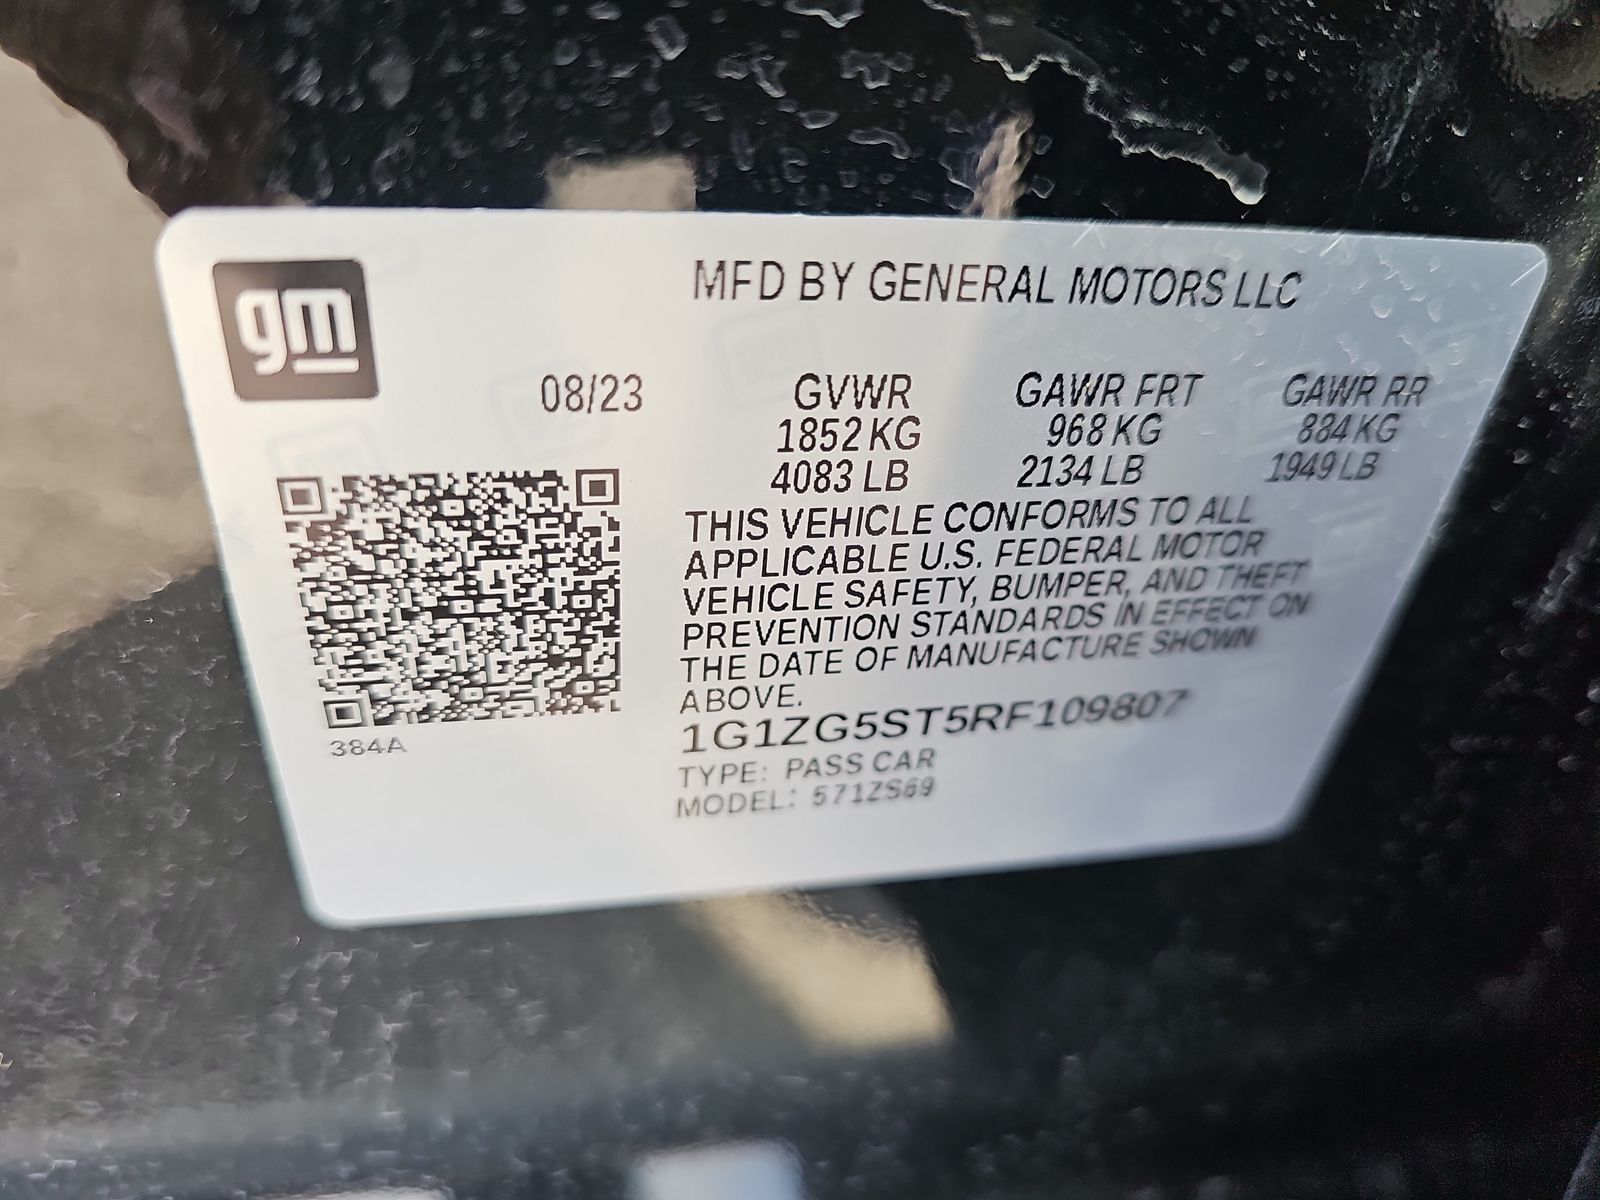 gm
MFD BY GENERAL MOTORS LLC
08/23 GVWR GAWR FRT GAWR RR
1852 KG 968 KG 884 KG
4083 LB 2134 LB 1949 LB
THIS VEHICLE CONFORMS TO ALL
APPLICABLE U.S. FEDERAL MOTOR
VEHICLE SAFETY, BUMPER, AND THEFT
PREVENTION STANDARDS IN EFFECT ON
THE DATE OF MANUFACTURE SHOWN
ABOVE.
1G1ZG5ST5RF109807
TYPE: PASS CAR
MODEL: 571ZS69
384A